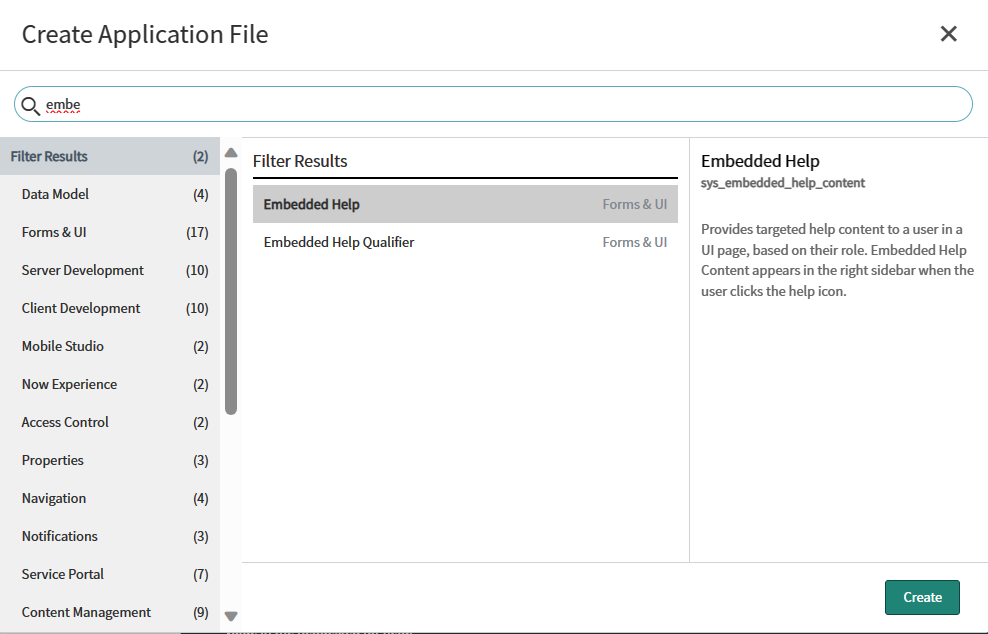 Create Application File
embe
Filter Results (2)
Data Model (4)
Forms & UI (17)
Server Development (10)
Client Development (10)
Mobile Studio (2)
Now Experience (2)
Access Control (2)
Properties (3)
Navigation (4)
Notifications (3)
Service Portal (7)
Content Management (9)
Filter Results
Embedded Help Forms & UI
Embedded Help Qualifier Forms & UI
Embedded Help
sys_embedded_help_content
Provides targeted help content to a user in a
UI page, based on their role. Embedded Help
Content appears in the right sidebar when the
user clicks the help icon.
Create